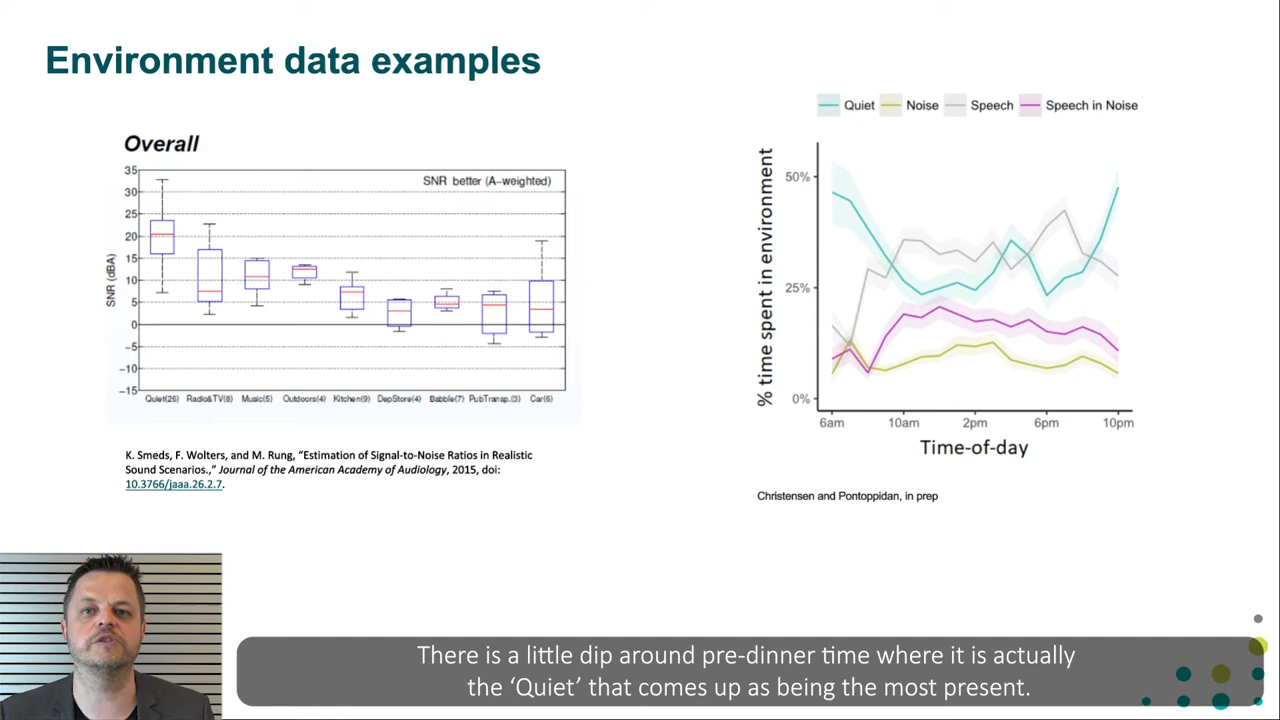 Environment data examples
Overall
35
30
25
20
15
10
5
0
−5
−10
−15
SNR (dBA)
SNR better (A−weighted)
Quiet(26) Radio&TV(8) Music(5) Outdoors(4) Kitchen(9) DepStore(4) Babble(7) PubTransp.(3) Car(6)
K. Smeds, F. Wolters, and M. Rung, “Estimation of Signal-to-Noise Ratios in Realistic
Sound Scenarios.,” Journal of the American Academy of Audiology, 2015, doi:
10.3766/jaaa.26.2.7.
Quiet Noise Speech Speech in Noise
% time spent in environment
50%
25%
0%
6am 10am 2pm 6pm 10pm
Time-of-day
Christensen and Pontoppidan, in prep
There is a little dip around pre-dinner time where it is actually
the ‘Quiet’ that comes up as being the most present.